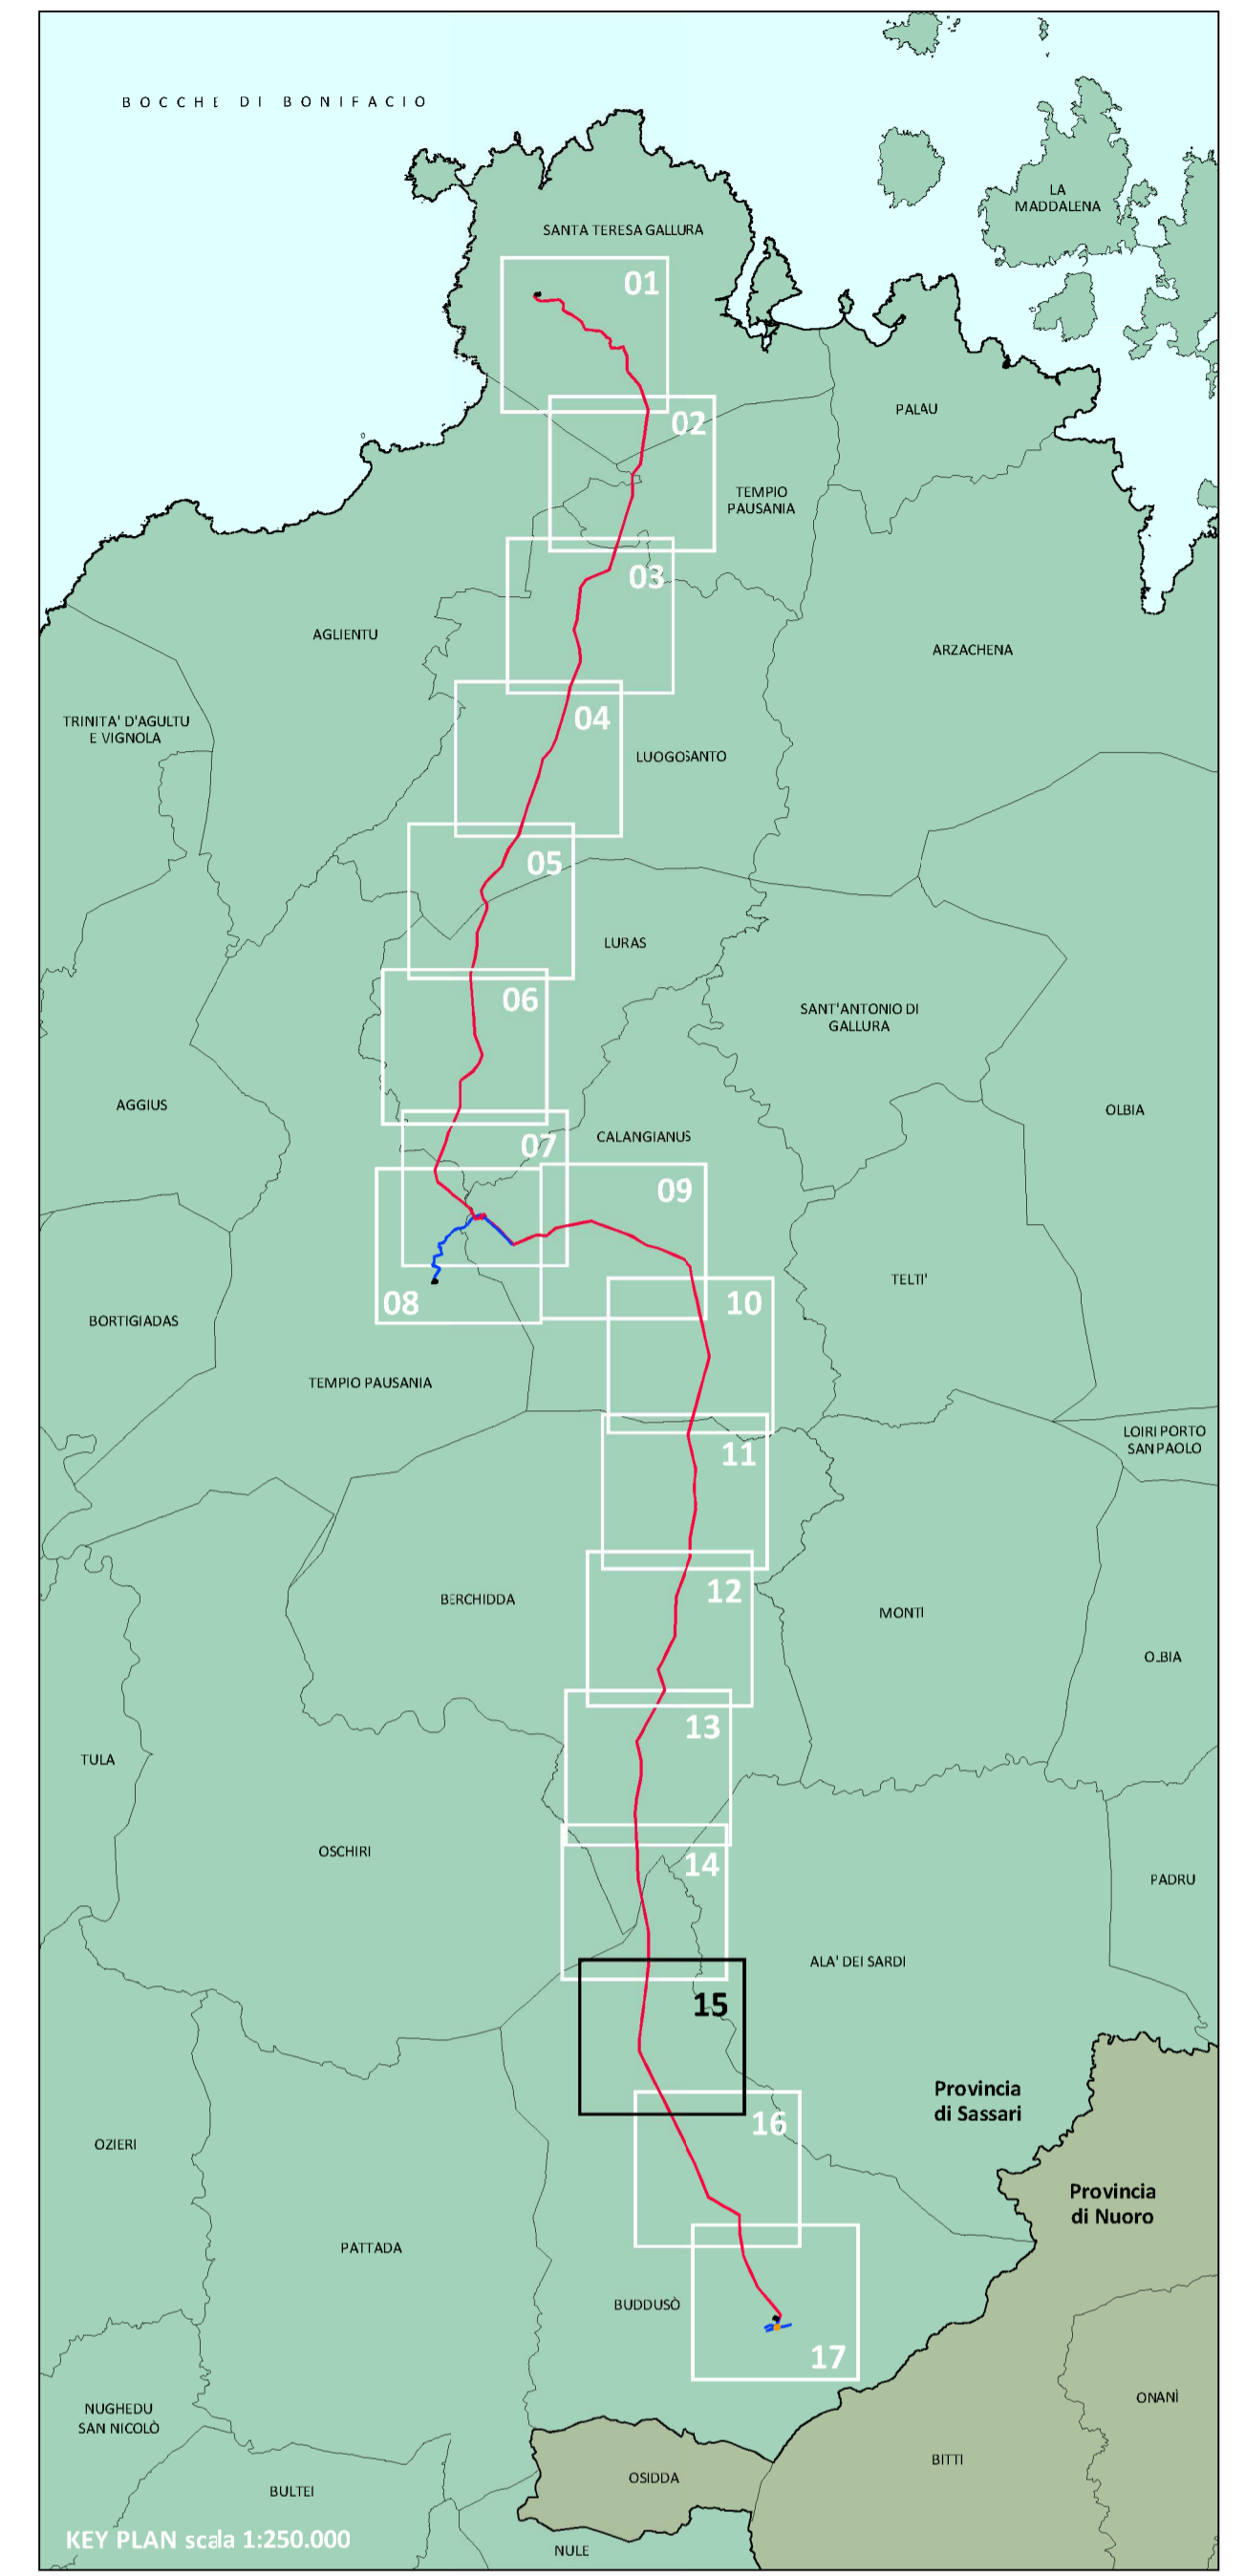 BOCCHE DI BONIFACIO
LA
MADDALENA
SANTA TERESA GALLURA
01
PALAU
02
TEMPIO
PAUSANIA
03
AGLIENTU
ARZACHENA
TRINITA' D'AGULTU
E VIGNOLA
04
LUOGOSANTO
05
LURAS
06
SANT'ANTONIO DI
GALLURA
AGGIUS
OLBIA
CALANGIANUS
07
09
TELTI'
08
10
BORTIGIADAS
TEMPIO PAUSANIA
LOIRI PORTO
SAN PAOLO
11
12
BERCHIDDA
MONTI
OLBIA
13
TULA
OSCHIRI
14
PADRU
ALA' DEI SARDI
15
Provincia
di Sassari
16
OZIERI
Provincia
di Nuoro
PATTADA
BUDDUSÒ
17
ONANÌ
NUGHEDU
SAN NICOLÒ
BITTI
OSIDDA
BULTEI
KEY PLAN scala 1:250.000
NULE